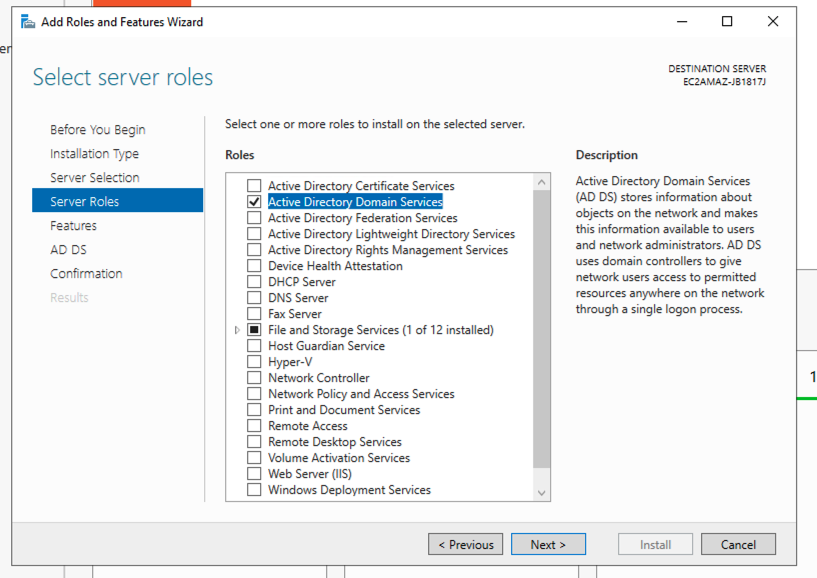 er
Add Roles and Features Wizard
Select server roles
DESTINATION SERVER
EC2AMAZ-JB1817J
Before You Begin
Installation Type
Server Selection
Server Roles
Features
AD DS
Confirmation
Results
Select one or more roles to install on the selected server.
Roles
Active Directory Certificate Services
Active Directory Domain Services
Active Directory Federation Services
Active Directory Lightweight Directory Services
Active Directory Rights Management Services
Device Health Attestation
DHCP Server
DNS Server
Fax Server
File and Storage Services (1 of 12 installed)
Host Guardian Service
Hyper-V
Network Controller
Network Policy and Access Services
Print and Document Services
Remote Access
Remote Desktop Services
Volume Activation Services
Web Server (IIS)
Windows Deployment Services
Description
Active Directory Domain Services
(AD DS) stores information about
objects on the network and makes
this information available to users
and network administrators. AD DS
uses domain controllers to give
network users access to permitted
resources anywhere on the network
through a single logon process.
1
< Previous
Next >
Install
Cancel